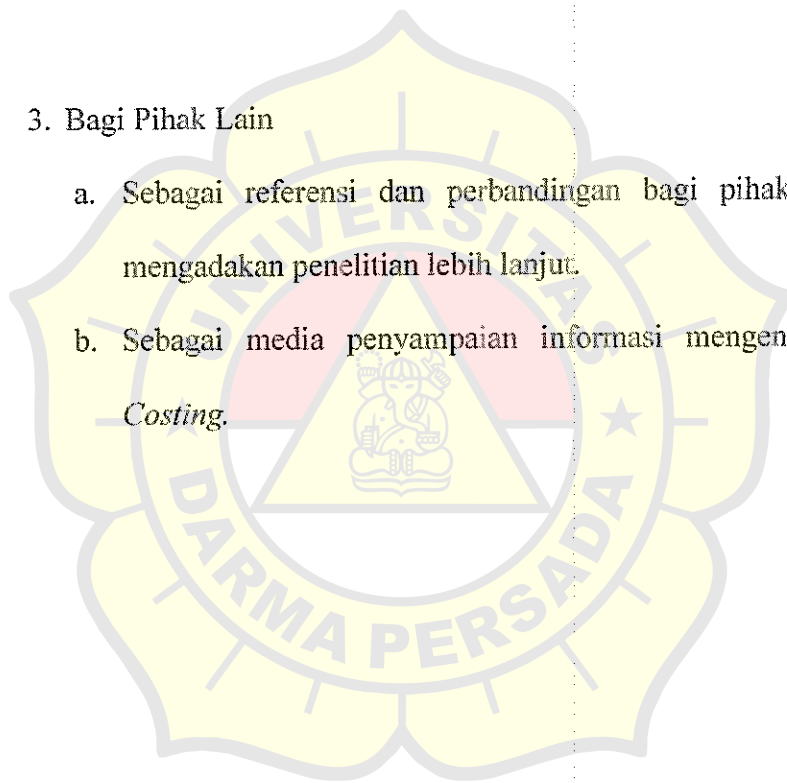 3. Bagi Pihak Lain
a. Sebagai referensi dan perbandingan bagi pihak
mengadakan penelitian lebih lanjut.
b. Sebagai media penyampaian informasi mengen
Costing.
UNIVERSITAS
DARMA PERSADA